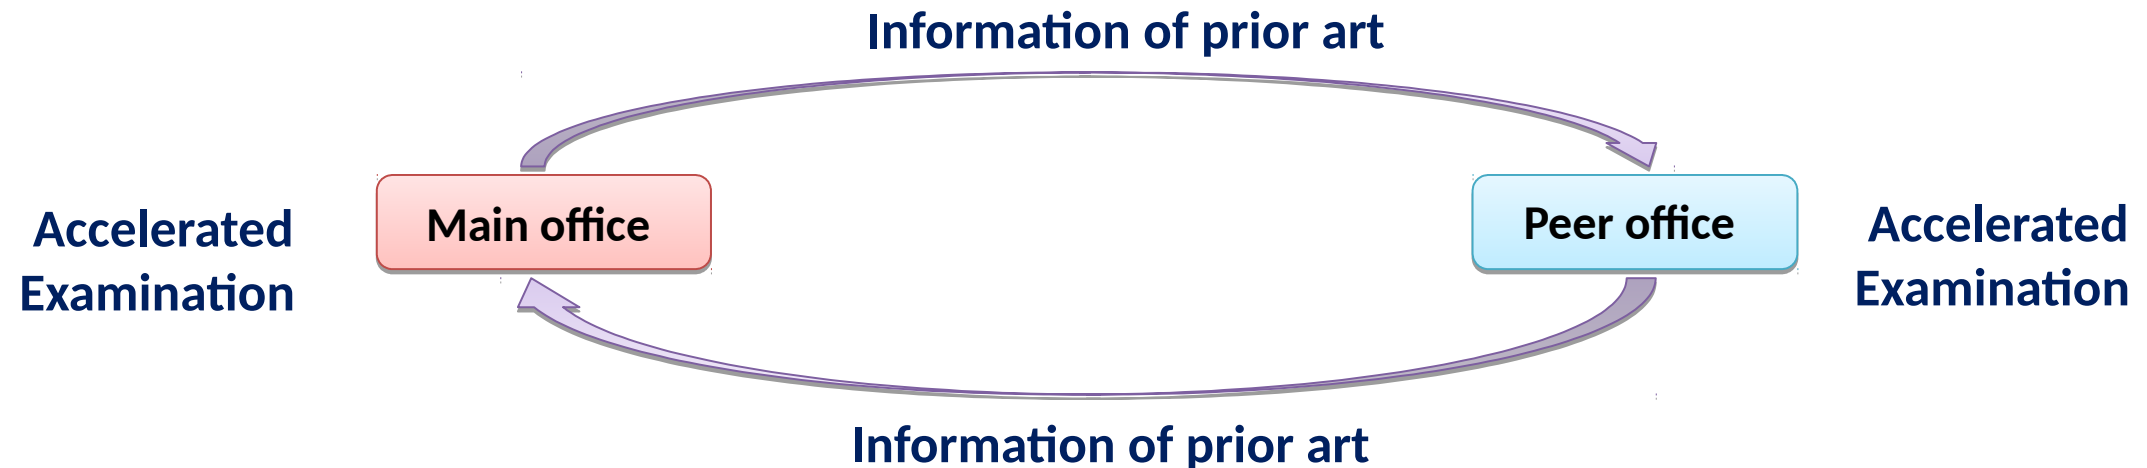 Information of prior art
Main office
Peer office
Accelerated
Examination
Accelerated
Examination
Information of prior art